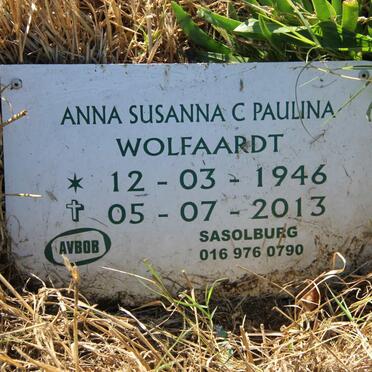 ANNA SUSANNA C PAULINA
WOLFAARDT
12 - 03 - 1946
05 - 07 - 2013
AVBOB
SASOLBURG
016 976 0790